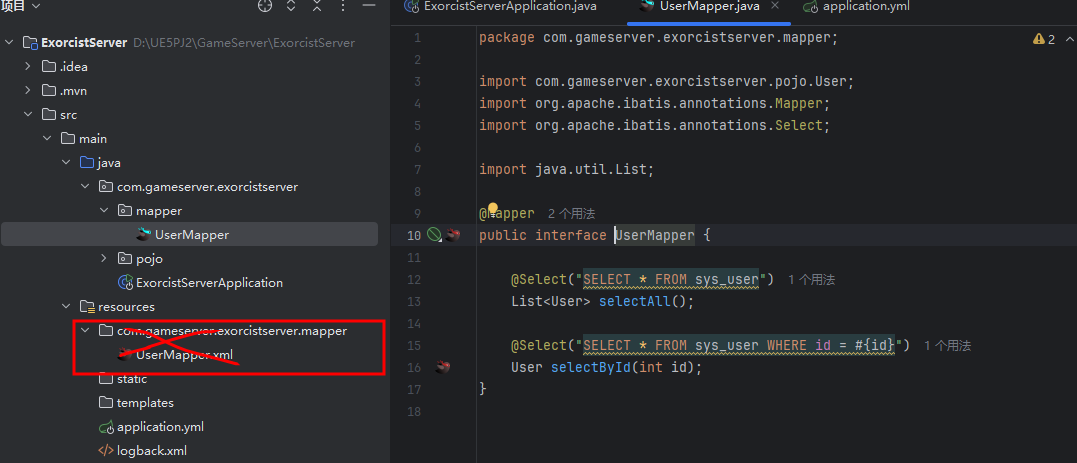 项目
ExorcistServer D:\UE5PJ2\GameServer\ExorcistServer
.idea
.mvn
src
main
java
com.gameserver.exorcistserver
mapper
UserMapper
pojo
ExorcistServerApplication
resources
com.gameserver.exorcistserver.mapper
UserMapper.xml
static
templates
application.yml
logback.xml
ExorcistServerApplication.java UserMapper.java application.yml
2
1 package com.gameserver.exorcistserver.mapper;
2
3 import com.gameserver.exorcistserver.pojo.User;
4 import org.apache.ibatis.annotations.Mapper;
5 import org.apache.ibatis.annotations.Select;
6
7 import java.util.List;
8
9 @Mapper 2 个用法
10 public interface UserMapper {
11
12 @Select("SELECT * FROM sys_user") 1 个用法
13 List<User> selectAll();
14
15 @Select("SELECT * FROM sys_user WHERE id = #{id}") 1 个用法
16 User selectById(int id);
17 }
18